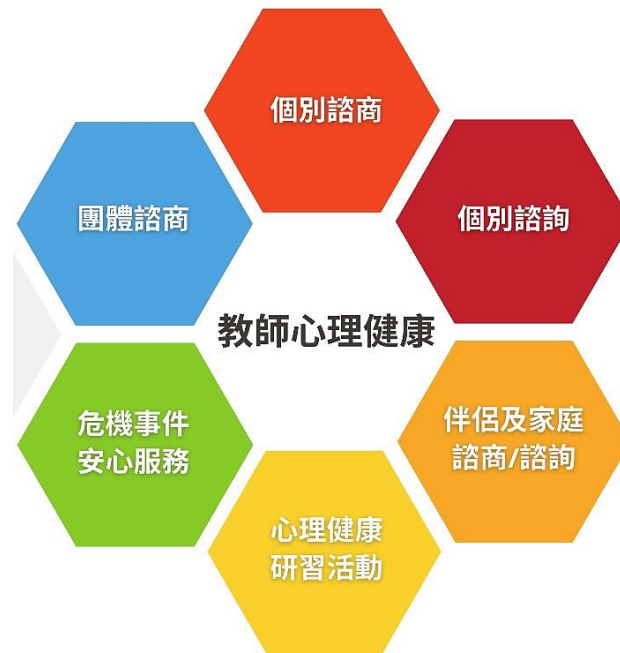 個別諮商
個別諮詢
伴侶及家庭
諮商/諮詢
心理健康
研習活動
危機事件
安心服務
團體諮商
教師心理健康